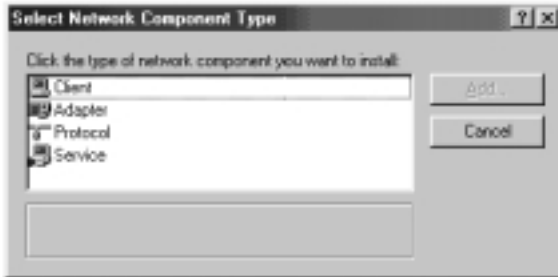 Select Network Component Type
Click the type of network component you want to install:
Client
Adapter
Protocol
Service
Add...
Cancel